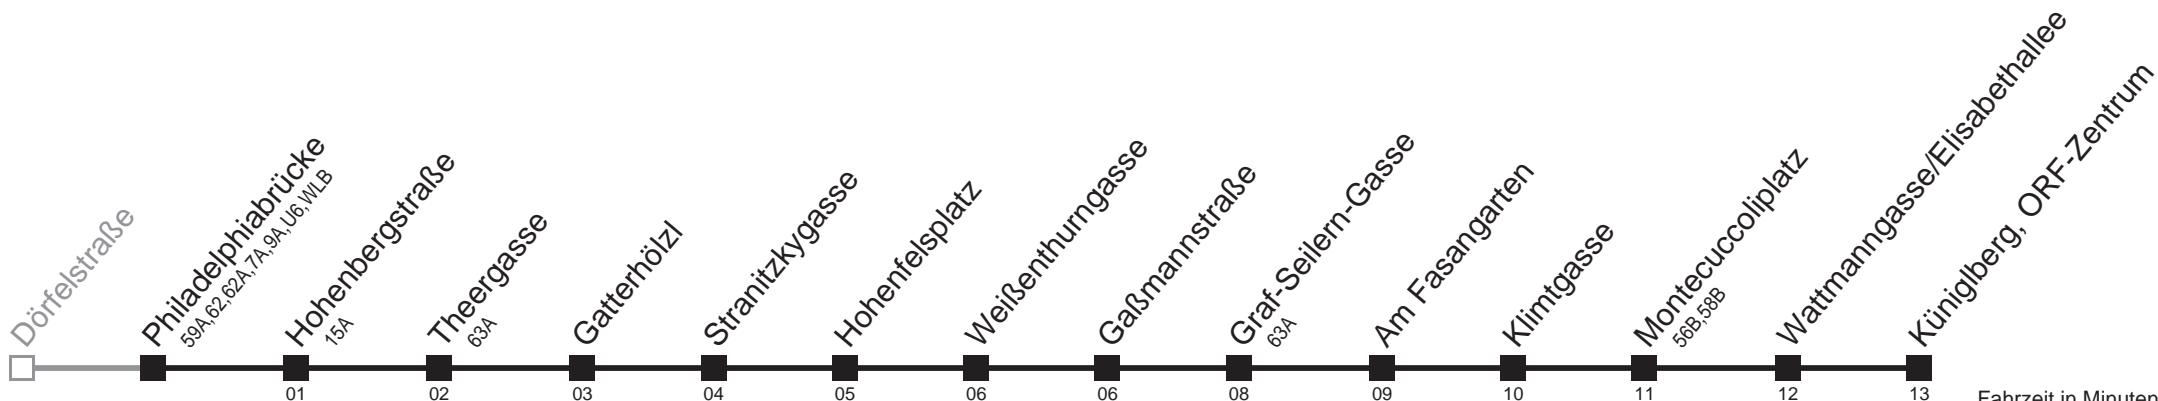 Dörfelstraße
Philadelphiabrücke
59A,62,62A,7A,9A,U6,WLB
Hohenbergstraße
15A
Theergasse
63A
Gatterhölzl
Stranitzkygasse
Hohenfelsplatz
Weißenthurngasse
Gaßmannstraße
Graf-Seilern-Gasse
63A
Am Fasangarten
Klimtgasse
Montecuccoliplatz
56B,58B
Wattmanngasse/Elisabethallee
Küniglberg, ORF-Zentrum
01 02 03 04 05 06 06 08 09 10 11 12 13 Fahrzeit in Minuten